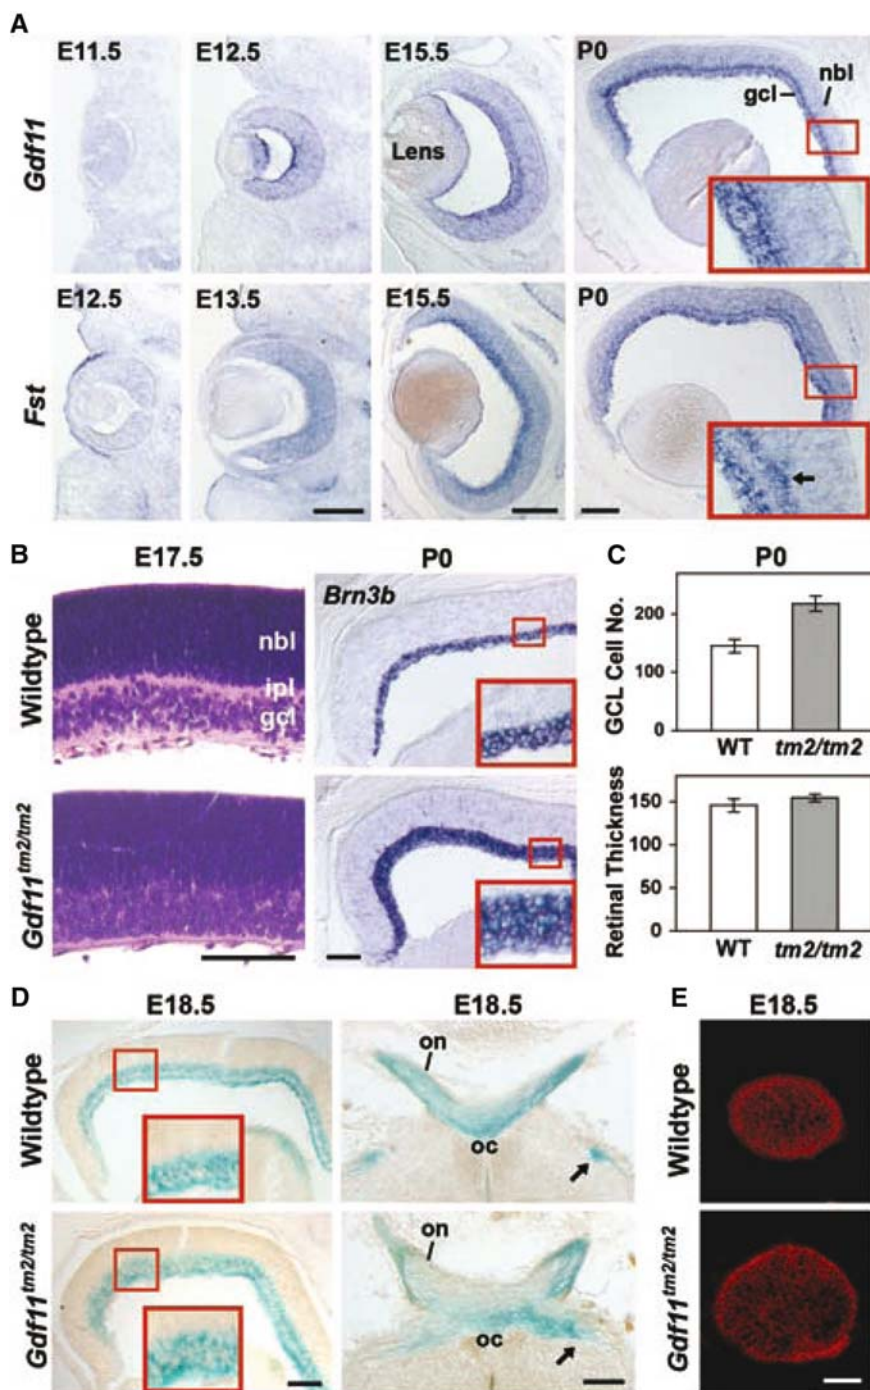 A
E11.5 E12.5 E15.5 P0
nbl
gcl
Gdf11
Lens
E12.5 E13.5 E15.5 P0
Fst
B E17.5 P0
Wildtype
Brn3b
nbl
ipl
gcl
Gdf11tm2/tm2
C P0
GCL Cell No.
200
100
0
WT tm2/tm2
Retinal Thickness
150
100
50
0
WT tm2/tm2
D E18.5 E18.5
Wildtype
on
oc
Gdf11tm2/tm2
on
oc
E E18.5
Wildtype
Gdf11tm2/tm2